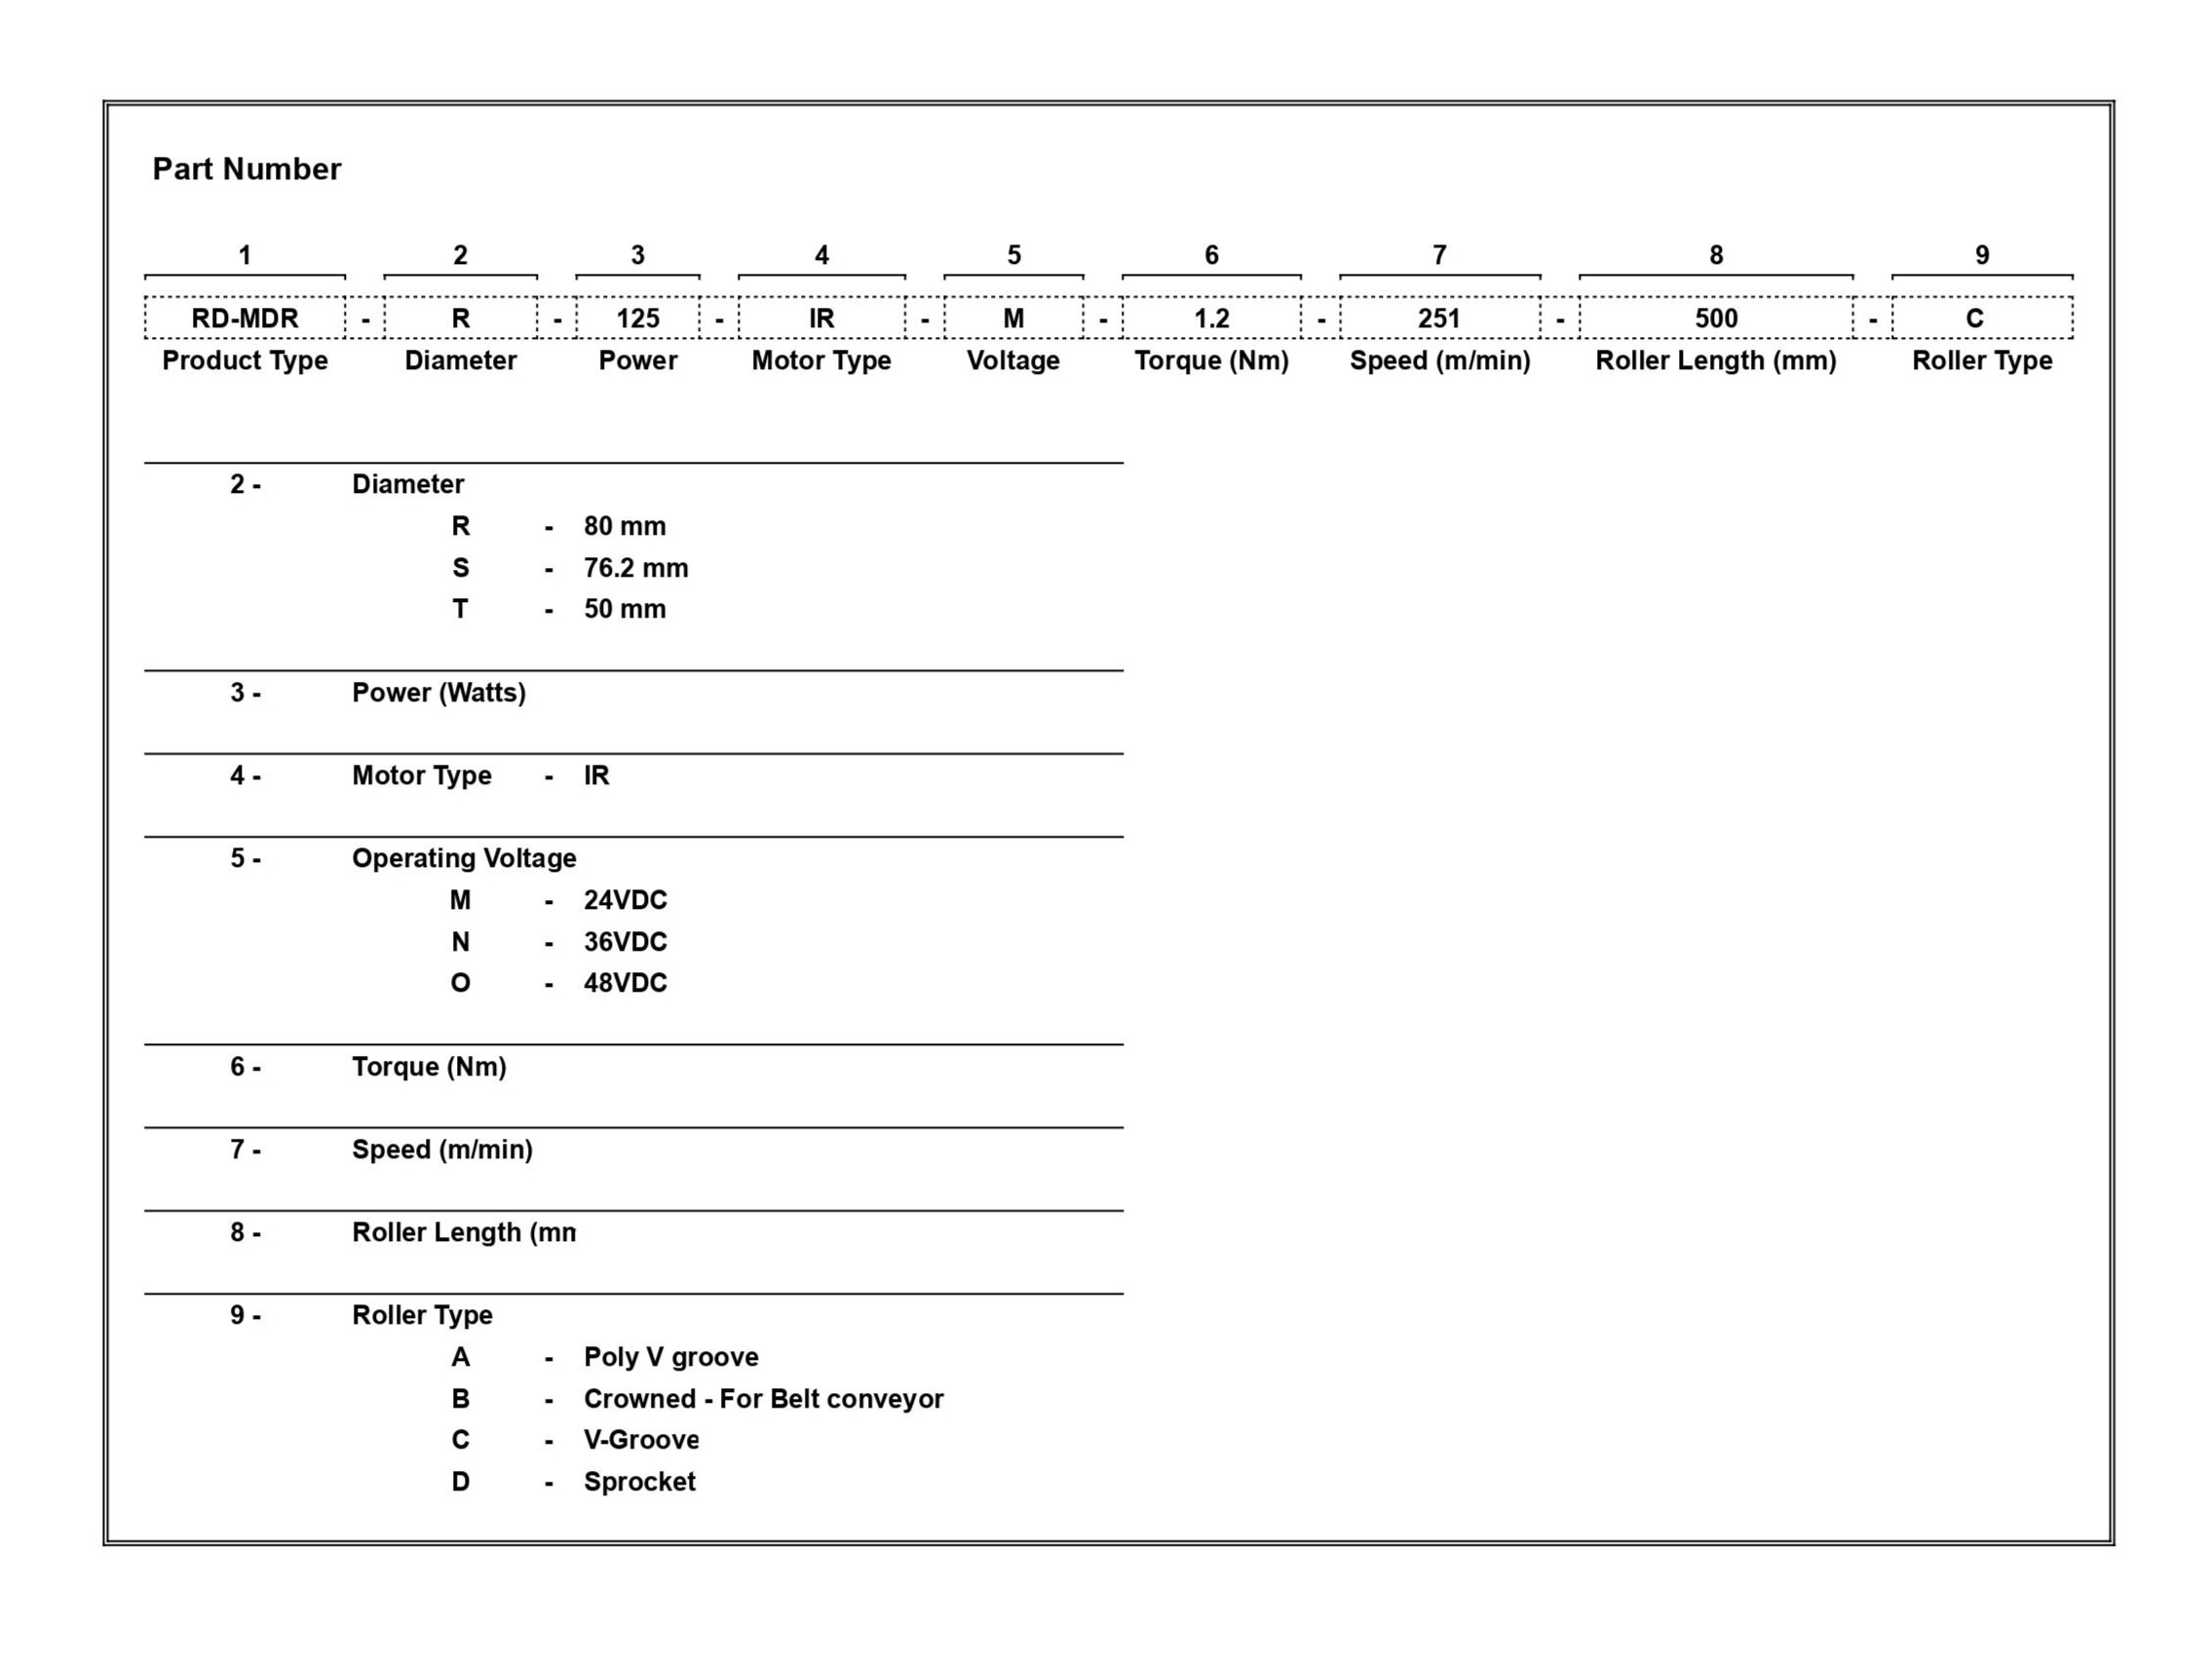 Part Number
1 2 3 4 5 6 7 8 9
RD-MDR - R - 125 - IR - M - 1.2 - 251 - 500 - C
Product Type Diameter Power Motor Type Voltage Torque (Nm) Speed (m/min) Roller Length (mm) Roller Type
2 - Diameter
R - 80 mm
S - 76.2 mm
T - 50 mm
3 - Power (Watts)
4 - Motor Type - IR
5 - Operating Voltage
M - 24VDC
N - 36VDC
O - 48VDC
6 - Torque (Nm)
7 - Speed (m/min)
8 - Roller Length (mn
9 - Roller Type
A - Poly V groove
B - Crowned - For Belt conveyor
C - V-Groove
D - Sprocket